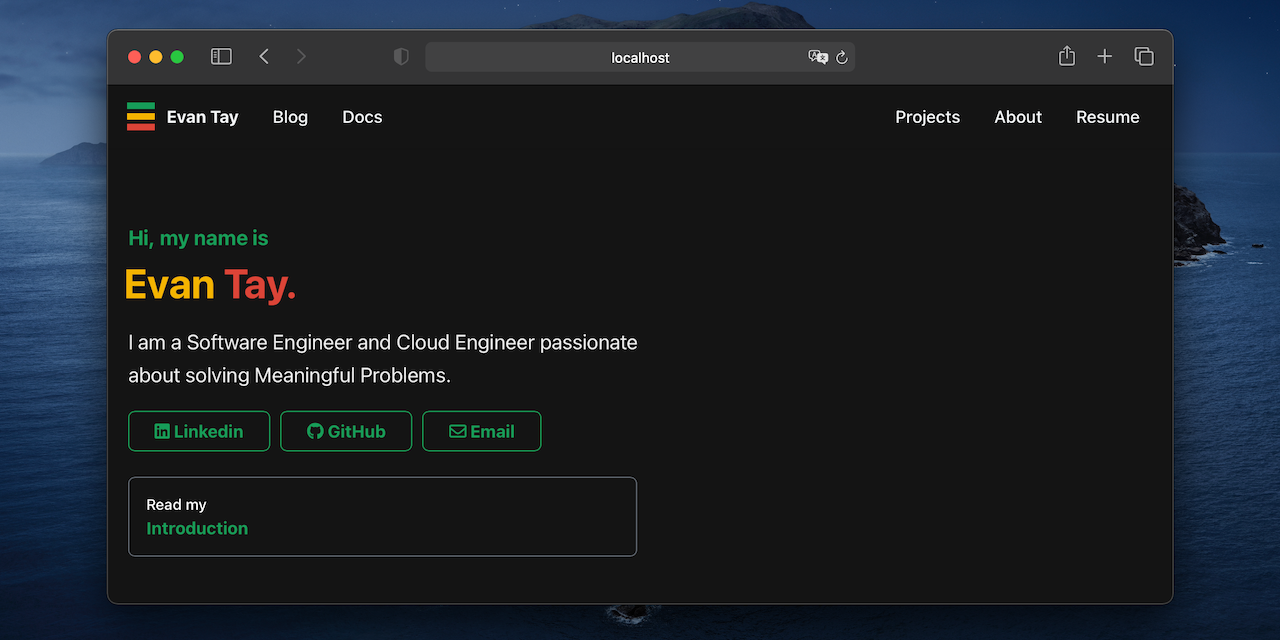 localhost
Evan Tay Blog Docs Projects About Resume
Hi, my name is
Evan Tay.
I am a Software Engineer and Cloud Engineer passionate
about solving Meaningful Problems.
Linkedin GitHub Email
Read my
Introduction